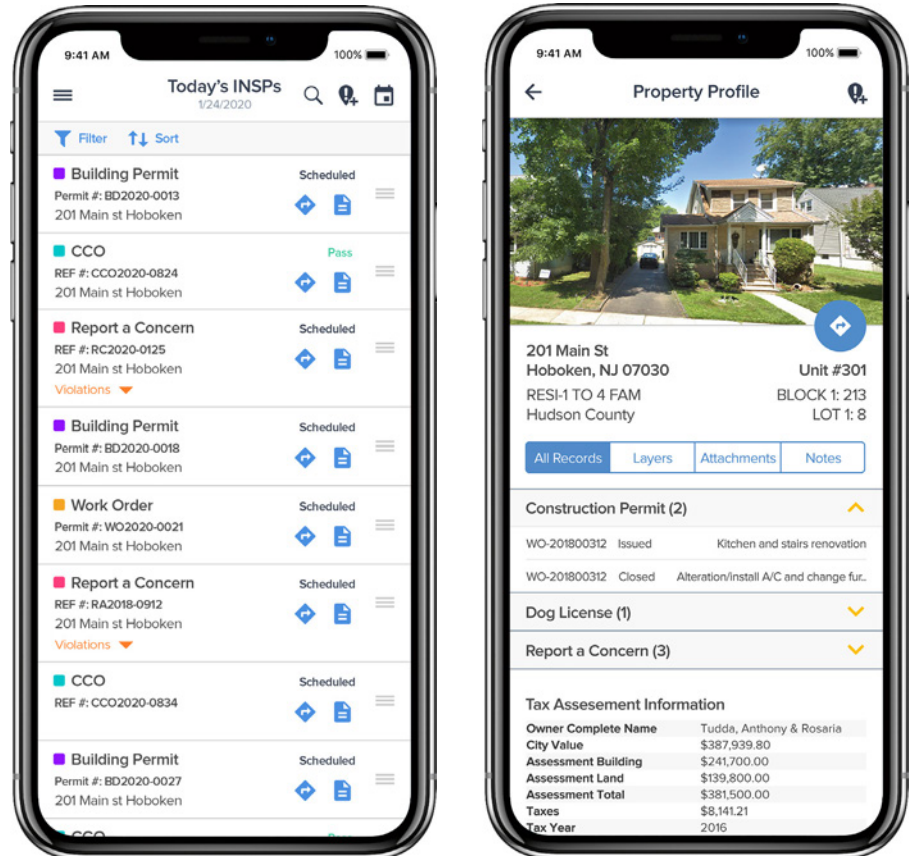 9:41 AM 100%
Today's INSPs
1/24/2020
Filter Sort
Building Permit Scheduled
Permit #: BD2020-0013
201 Main st Hoboken
CCO Pass
REF #: CCO2020-0824
201 Main st Hoboken
Report a Concern Scheduled
REF #: RC2020-0125
201 Main st Hoboken
Violations
Building Permit Scheduled
Permit #: BD2020-0018
201 Main st Hoboken
Work Order Scheduled
Permit #: WO2020-0021
201 Main st Hoboken
Report a Concern Scheduled
REF #: RA2018-0912
201 Main st Hoboken
Violations
CCO Scheduled
REF #: CCO2020-0834
Building Permit Scheduled
Permit #: BD2020-0027
201 Main st Hoboken
CCO Pass
9:41 AM 100%
Property Profile
201 Main St
Hoboken, NJ 07030 Unit #301
RESI-1 TO 4 FAM BLOCK 1: 213
Hudson County LOT 1: 8
All Records Layers Attachments Notes
Construction Permit (2)
WO-201800312 Issued Kitchen and stairs renovation
WO-201800312 Closed Alteration/install A/C and change fur..
Dog License (1)
Report a Concern (3)
Tax Assesement Information
Owner Complete Name Tudda, Anthony & Rosaria
City Value $387,939.80
Assessment Building $241,700.00
Assessment Land $139,800.00
Assessment Total $381,500.00
Taxes $8,141.21
Tax Year 2016